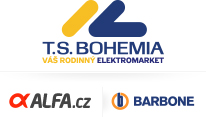 T.S. BOHEMIA
VÁŠ RODINNÝ ELEKTROMARKET
ALFA.cz
b BARBONE